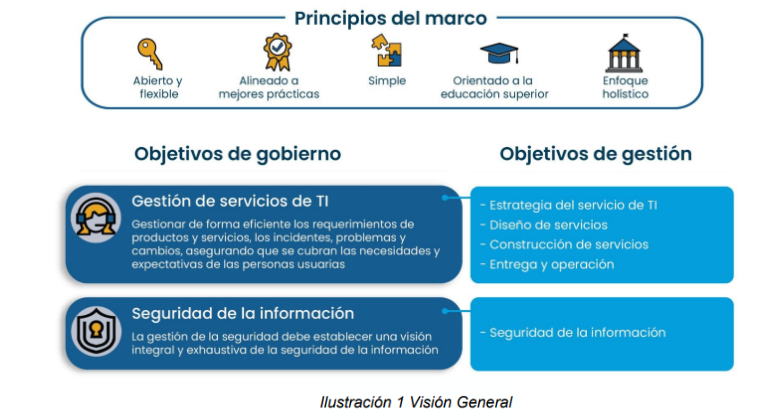 Principios del marco
Abierto y
flexible
Alineado a
mejores prácticas
Simple
Orientado a la
educación superior
Enfoque
holístico
Objetivos de gobierno
Objetivos de gestión
Gestión de servicios de TI
Gestionar de forma eficiente los requerimientos de
productos y servicios, los incidentes, problemas y
cambios, asegurando que se cubran las necesidades y
expectativas de las personas usuarias
- Estrategia del servicio de TI
- Diseño de servicios
- Construcción de servicios
- Entrega y operación
Seguridad de la información
La gestión de la seguridad debe establecer una visión
integral y exhaustiva de la seguridad de la información
- Seguridad de la información
Ilustración 1 Visión General